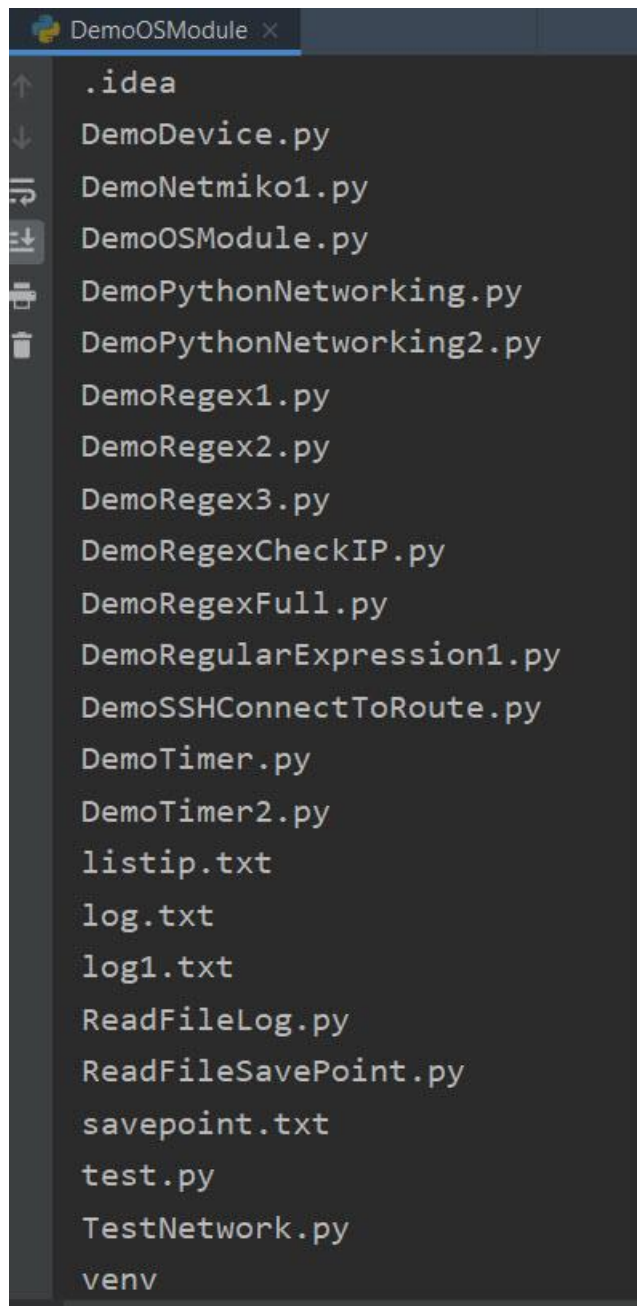 DemoOSModule
.idea
DemoDevice.py
DemoNetmiko1.py
DemoOSModule.py
DemoPythonNetworking.py
DemoPythonNetworking2.py
DemoRegex1.py
DemoRegex2.py
DemoRegex3.py
DemoRegexCheckIP.py
DemoRegexFull.py
DemoRegularExpression1.py
DemoSSHConnectToRoute.py
DemoTimer.py
DemoTimer2.py
listip.txt
log.txt
log1.txt
ReadFileLog.py
ReadFileSavePoint.py
savepoint.txt
test.py
TestNetwork.py
venv